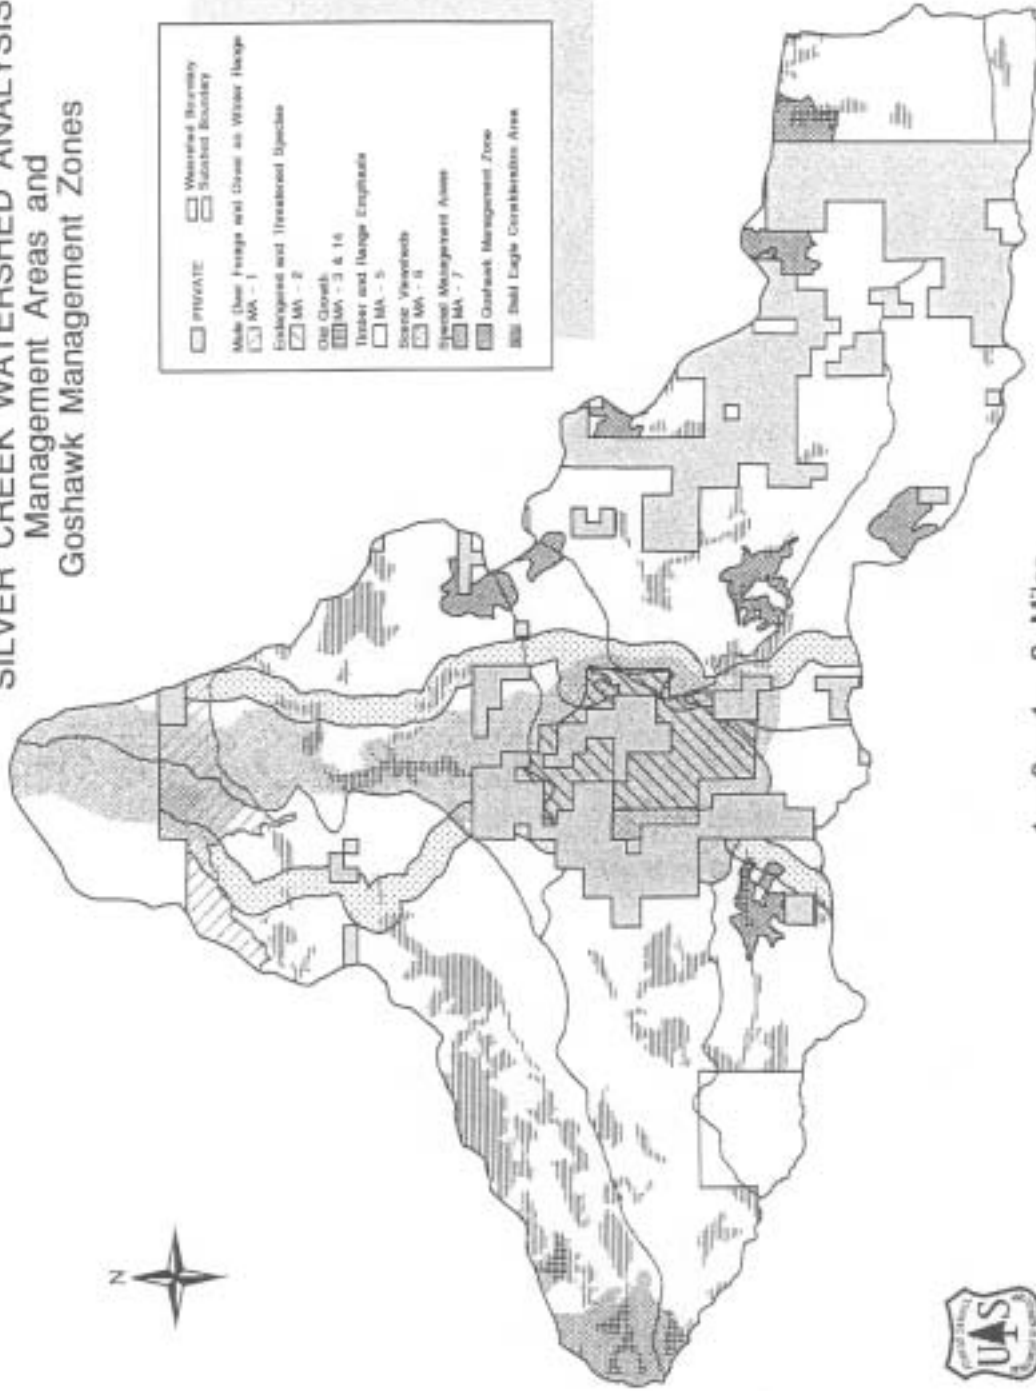 SILVER CREEK WATERSHED ANALYSIS
Management Areas and
Goshawk Management Zones
PRIVATE
Watershed Boundary
Subshed Boundary
Mule Deer Forage and Cover on Winter Range
MA - 1
Endangered and Threatened Species
MA - 2
Old Growth
MA - 3 & 14
Timber and Range Emphasis
MA - 5
Scenic Viewsheds
MA - 6
Special Management Areas
MA - 7
Goshawk Management Zone
Bald Eagle Consideration Area
N
UAS